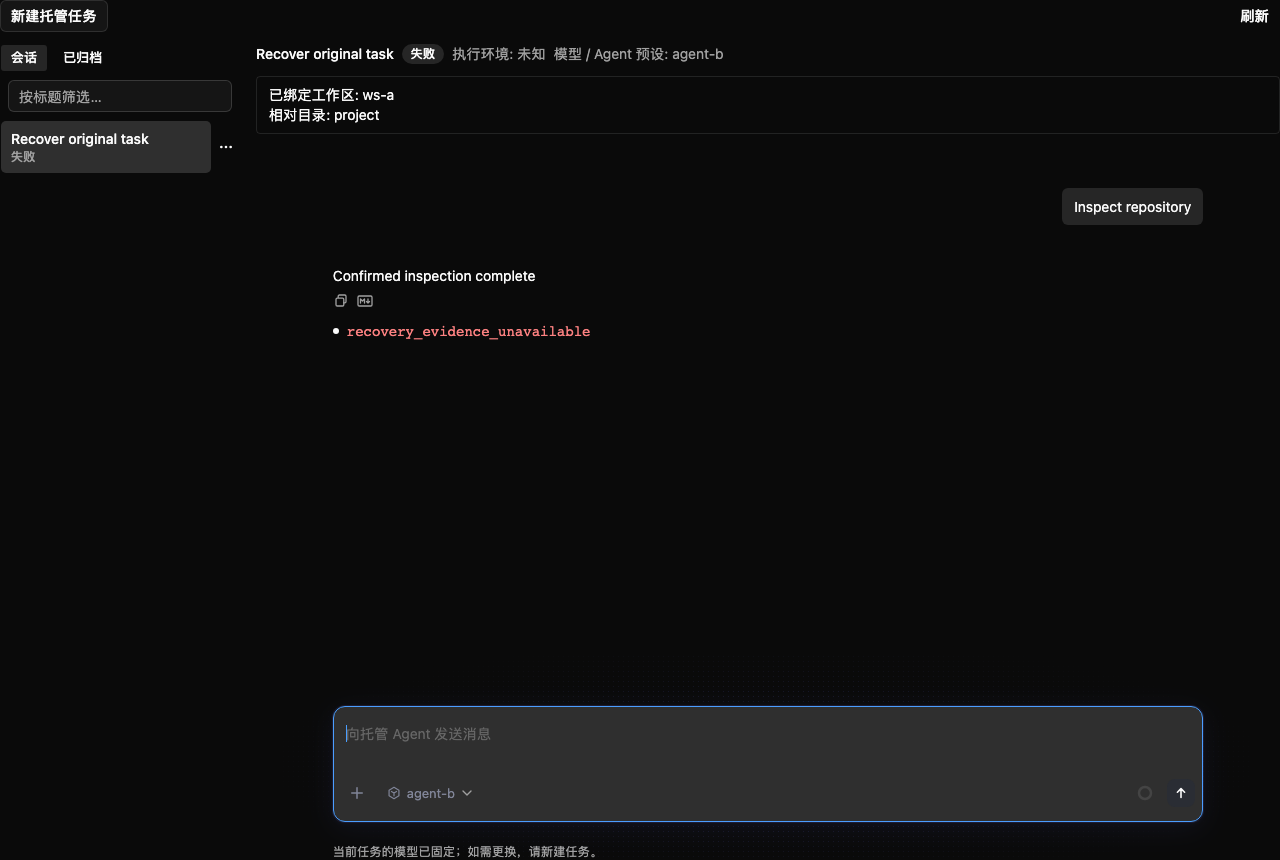 新建托管任务
刷新
会话
已归档
按标题筛选...
Recover original task
失败
Recover original task
失败
执行环境: 未知
模型 / Agent 预设: agent-b
已绑定工作区: ws-a
相对目录: project
Inspect repository
Confirmed inspection complete
recovery_evidence_unavailable
向托管 Agent 发送消息
agent-b
当前任务的模型已固定；如需更换，请新建任务。